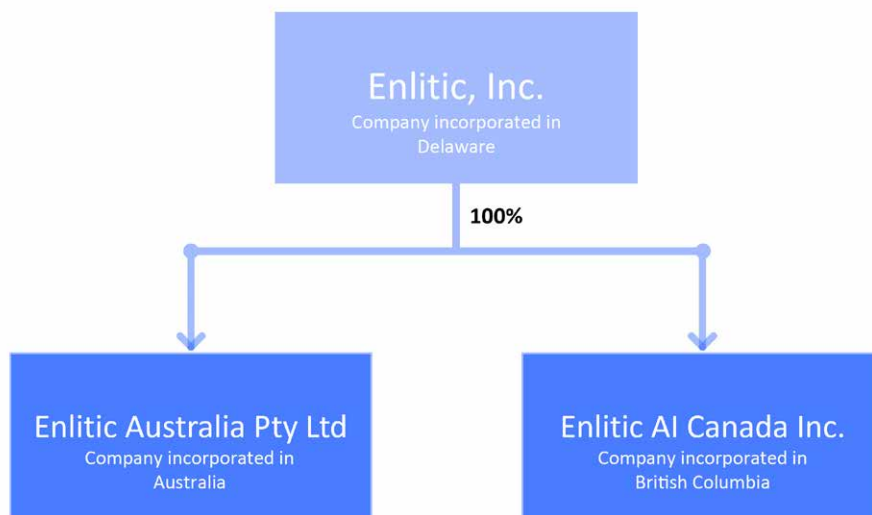 Enlitic, Inc.
Company incorporated in
Delaware
100%
Enlitic Australia Pty Ltd
Company incorporated in
Australia
Enlitic AI Canada Inc.
Company incorporated in
British Columbia